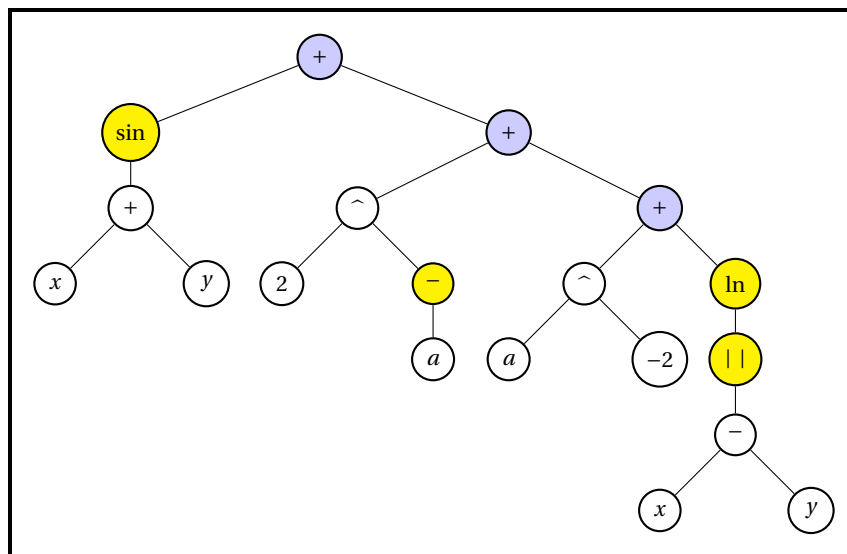 +
sin +
+ ^ +
x y 2 − ^ ln
a a −2 | |
−
x y